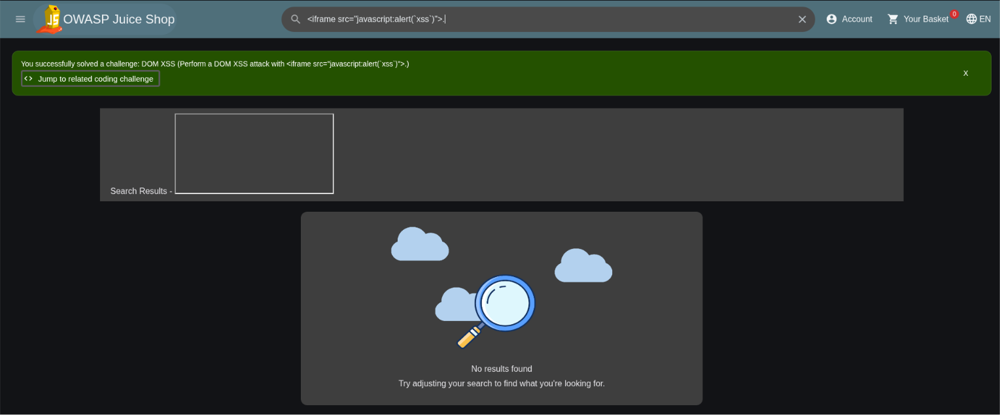 JS OWASP Juice Shop
<iframe src="javascript:alert(`xss`)">.
Account
Your Basket
0
EN
You successfully solved a challenge: DOM XSS (Perform a DOM XSS attack with <iframe src="javascript:alert(`xss`)">.)
<> Jump to related coding challenge
X
Search Results -
No results found
Try adjusting your search to find what you're looking for.